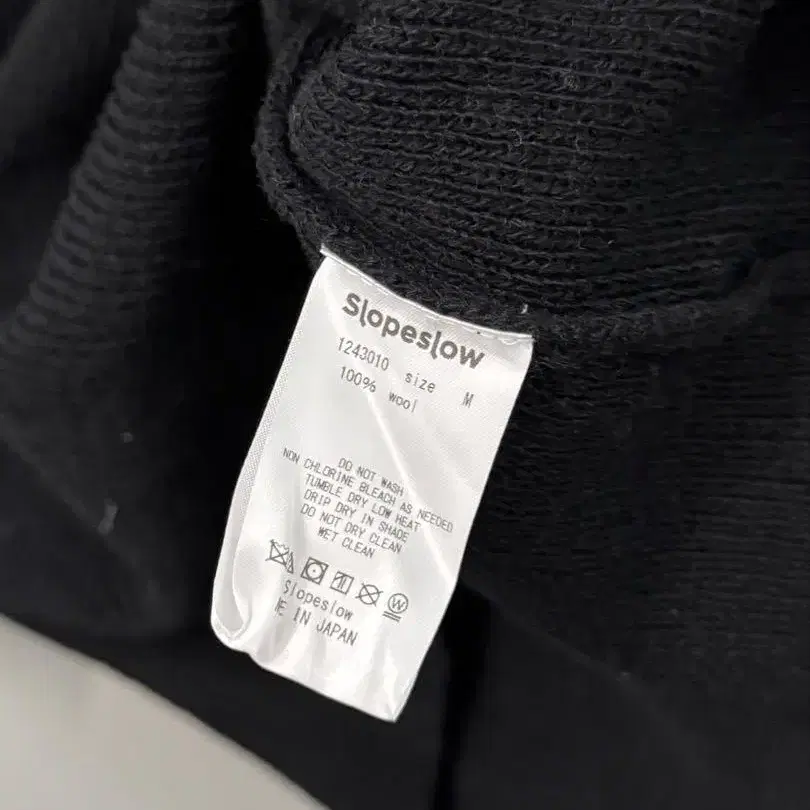 Slopeslow
1243010 size M
100% wool
DO NOT WASH
NON CHLORINE BLEACH AS NEEDED
TUMBLE DRY LOW HEAT
DRIP DRY IN SHADE
DO NOT DRY CLEAN
WET CLEAN
W
Slopeslow
E IN JAPAN